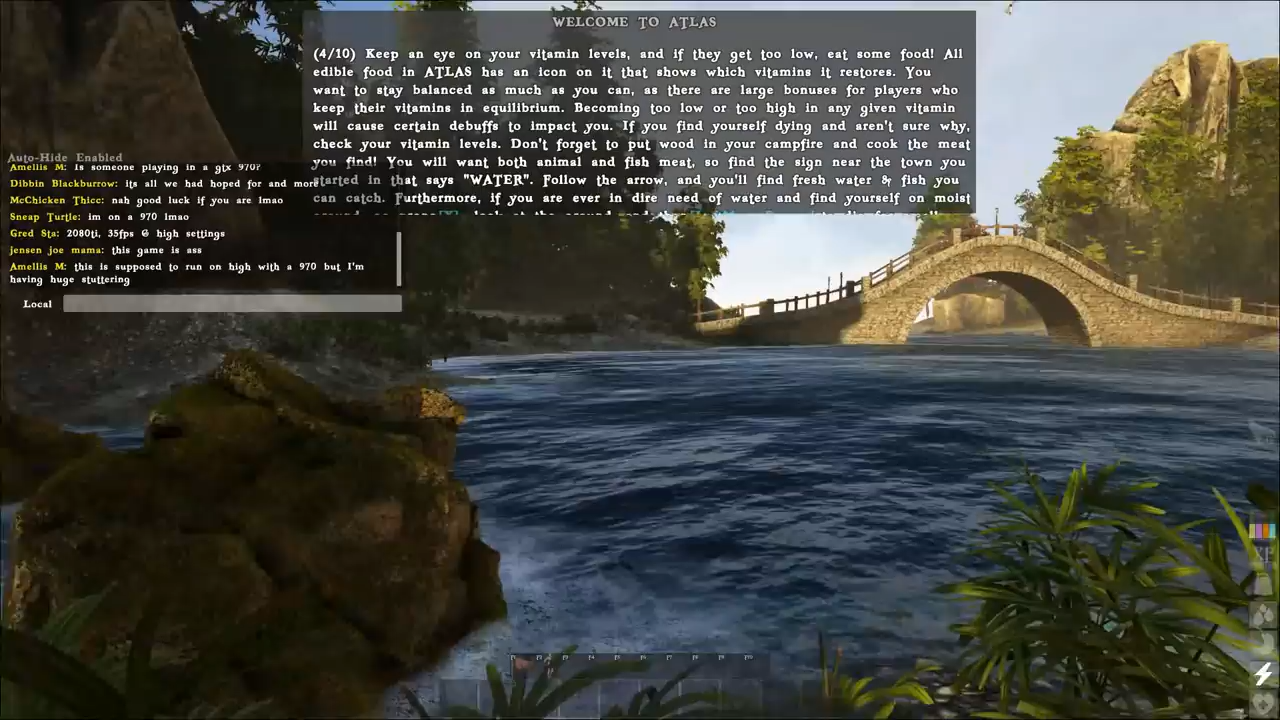 WELCOME TO ATLAS
(4/10) Keep an eye on your vitamin levels, and if they get too low, eat some food! All
edible food in ATLAS has an icon on it that shows which vitamins it restores. You
want to stay balanced as much as you can, as there are large bonuses for players who
keep their vitamins in equilibrium. Becoming too low or too high in any given vitamin
will cause certain debuffs to impact you. If you find yourself dying and aren't sure why,
check your vitamin levels. Don't forget to put wood in your campfire and cook the meat
you find! You will want both animal and fish meat, so find the sign near the town you
started in that says "WATER". Follow the arrow, and you'll find fresh water & fish you
can catch. Furthermore, if you are ever in dire need of water and find yourself on moist
Auto-Hide Enabled
Amellis M: Is someone playing in a gtx 970?
Dibbin Blackburrow: its all we had hoped for and more
McChicken Thicc: nah good luck if you are lmao
Sneap Turtle: im on a 970 lmao
Gred Sta: 2080ti, 35fps @ high settings
jensen joe mama: this game is ass
Amellis M: this is supposed to run on high with a 970 but I'm
having huge stuttering
Local